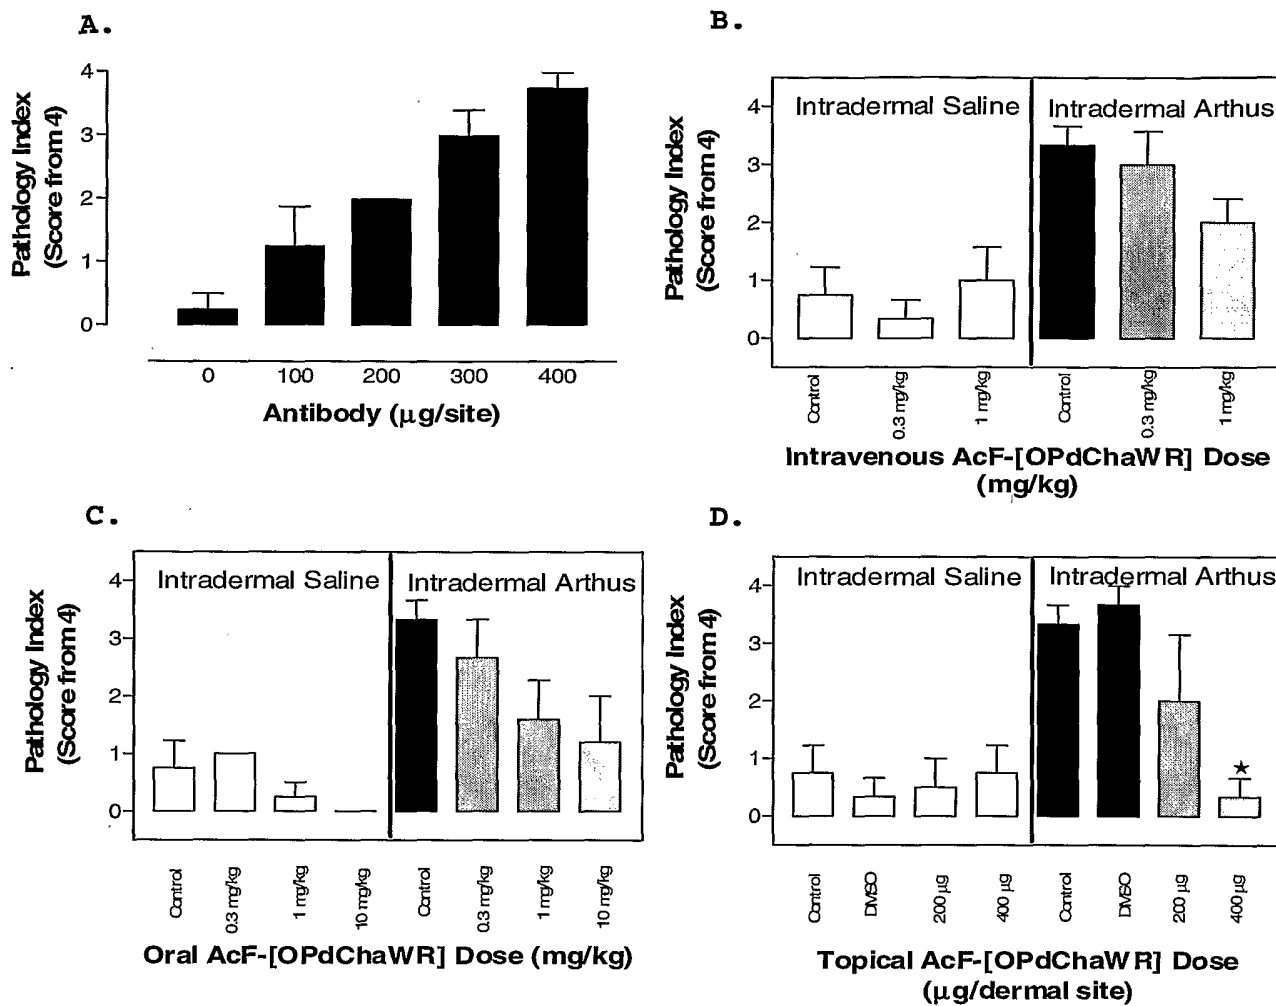 A.
Pathology Index
(Score from 4)
4
3
2
1
0
0 100 200 300 400
Antibody (µg/site)
B.
Pathology Index
(Score from 4)
Intradermal Saline Intradermal Arthus
4
3
2
1
0
Control 0.3 mg/kg 1 mg/kg Control 0.3 mg/kg 1 mg/kg
Intravenous AcF-[OPdChaWR] Dose
(mg/kg)
C.
Pathology Index
(Score from 4)
Intradermal Saline Intradermal Arthus
4
3
2
1
0
Control 0.3 mg/kg 1 mg/kg 10 mg/kg Control 0.3 mg/kg 1 mg/kg 10 mg/kg
Oral AcF-[OPdChaWR] Dose (mg/kg)
D.
Pathology Index
(Score from 4)
Intradermal Saline Intradermal Arthus
4
3
2
1
0
★
Control DMSO 200 µg 400 µg Control DMSO 200 µg 400 µg
Topical AcF-[OPdChaWR] Dose
(µg/dermal site)